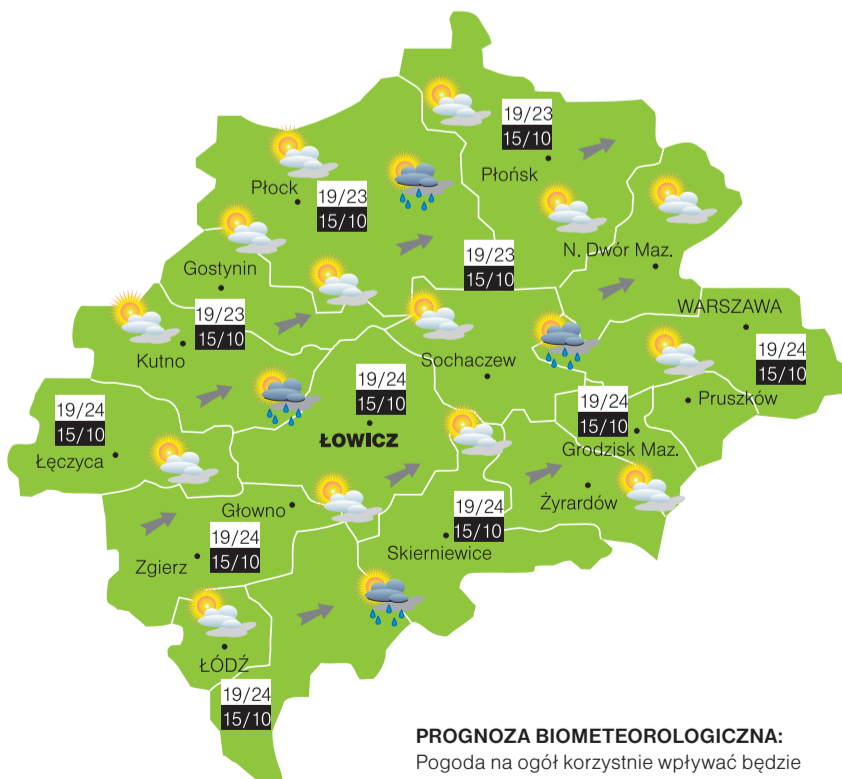 19/23
15/10
Płońsk
Płock
19/23
15/10
N. Dwór Maz.
19/23
15/10
Gostynin
19/23
15/10
Kutno
WARSZAWA
19/24
15/10
Sochaczew
Pruszków
19/24
15/10
ŁOWICZ
19/24
15/10
Grodzisk Maz.
19/24
15/10
Łęczyca
Żyrardów
Głowno
19/24
15/10
Skierniewice
19/24
15/10
Zgierz
ŁÓDŹ
19/24
15/10
PROGNOZA BIOMETEOROLOGICZNA:
Pogoda na ogół korzystnie wpływać będzie